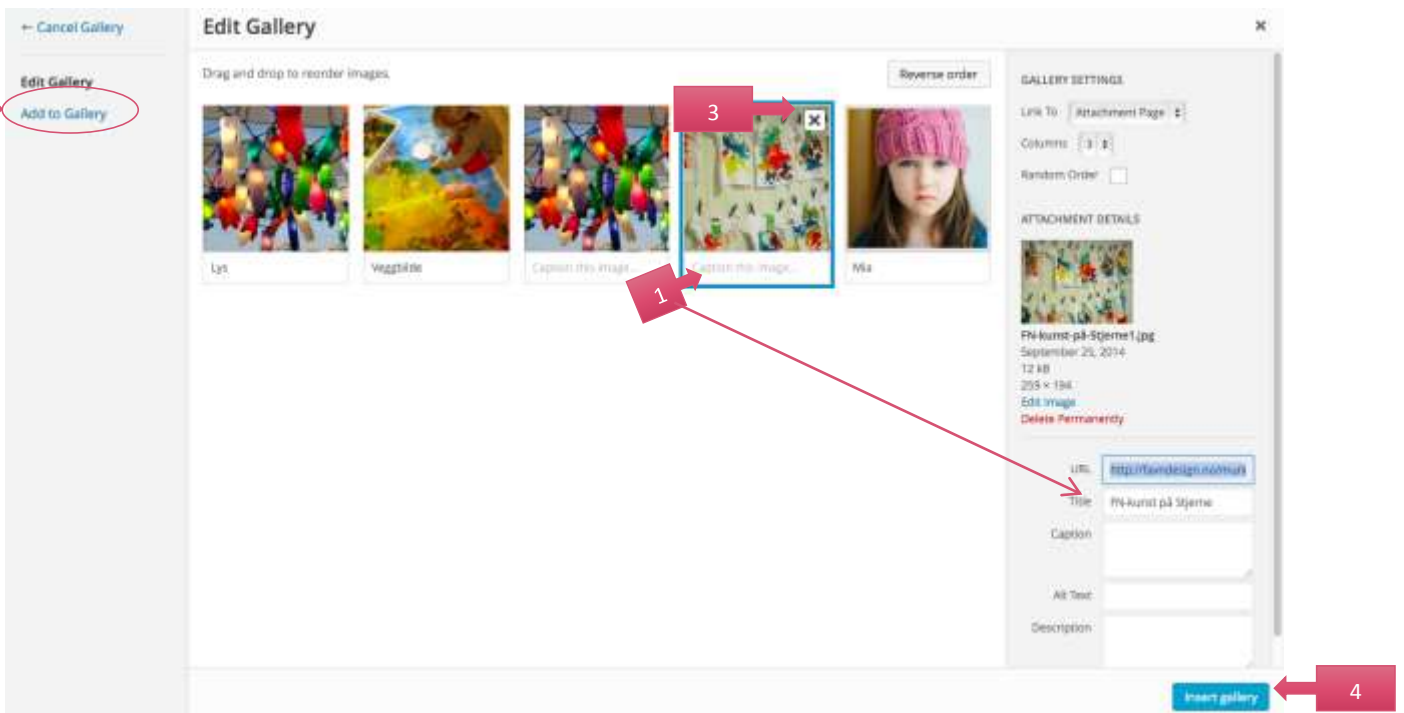 ← Cancel Gallery
Edit Gallery
Add to Gallery
Edit Gallery
Drag and drop to reorder images.
Reverse order
3
Lys
Veggbilde
Caption this image...
Caption this image...
Mia
1
GALLERY SETTINGS
Link To Attachment Page
Columns 3
Random Order
ATTACHMENT DETAILS
FN-kunst-på-Stjerne1.jpg
September 25, 2014
12 kB
259 × 194
Edit Image
Delete Permanently
URL
Title FN-kunst på Stjerne
Caption
Alt Text
Description
Insert gallery
4